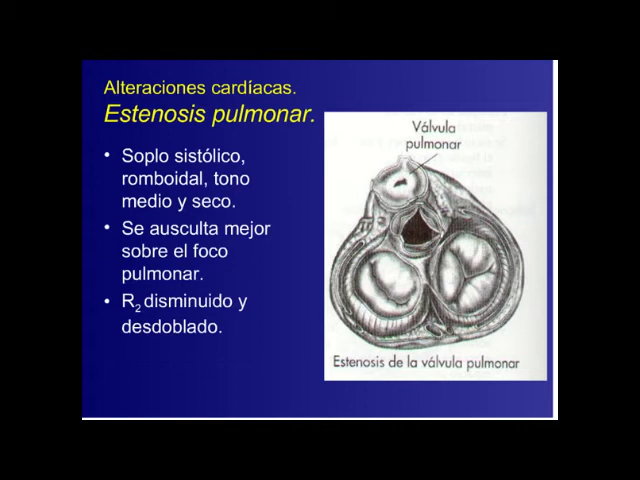 Alteraciones cardíacas.
Estenosis pulmonar.
• Soplo sistólico,
romboidal, tono
medio y seco.
• Se ausculta mejor
sobre el foco
pulmonar.
• R2 disminuido y
desdoblado.
Válvula
pulmonar
Estenosis de la válvula pulmonar